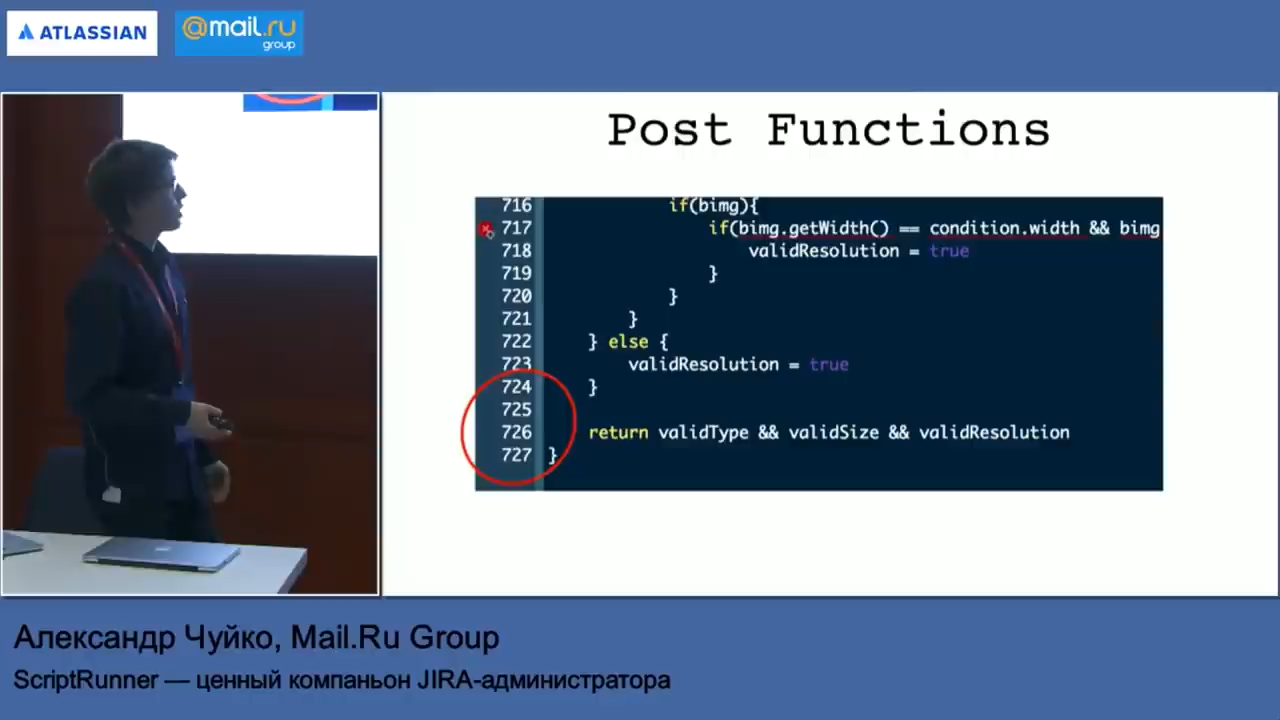 ATLASSIAN
@mail.ru
group
Post Functions
716 if(bimg){
717 if(bimg.getWidth() == condition.width && bimg
718 validResolution = true
719 }
720 }
721 }
722 } else {
723 validResolution = true
724 }
725
726 return validType && validSize && validResolution
727 }
Александр Чуйко, Mail.Ru Group
ScriptRunner — ценный компаньон JIRA-администратора